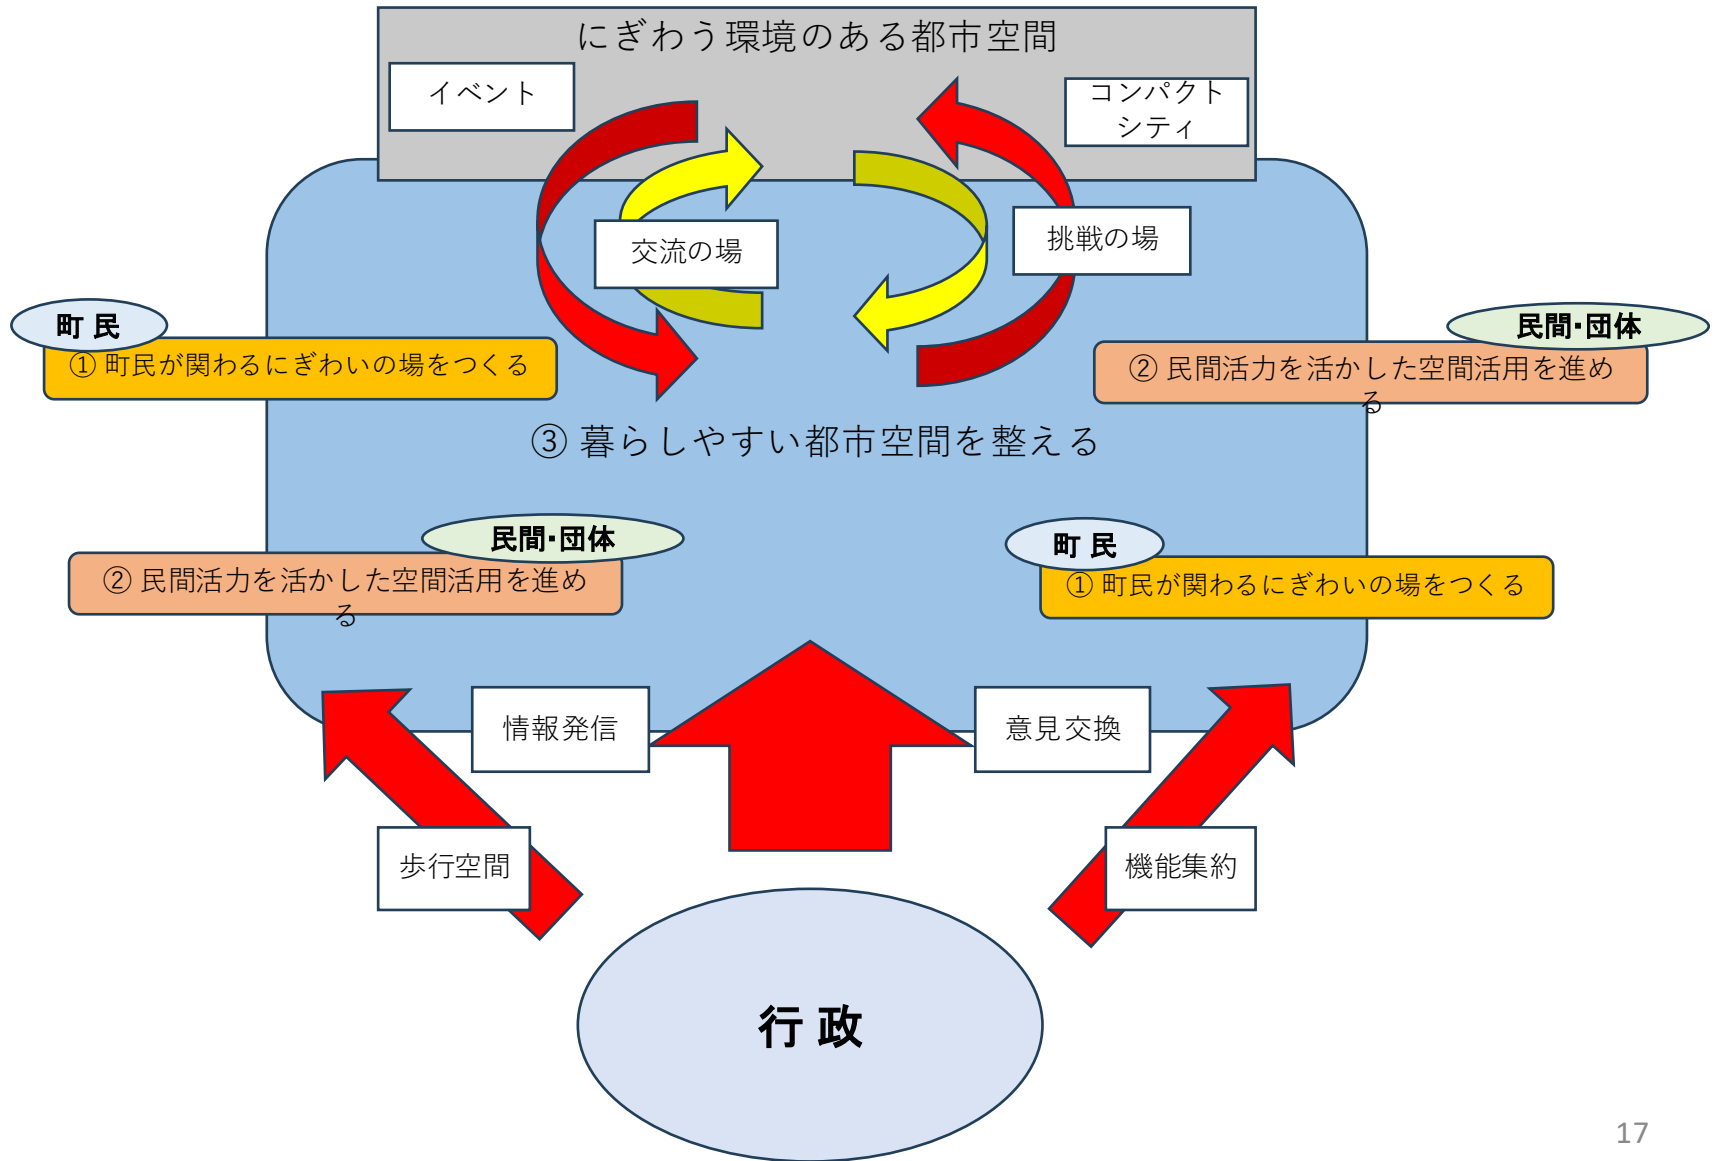 にぎわう環境のある都市空間
イベント
コンパクト
シティ
交流の場
挑戦の場
町 民
① 町民が関わるにぎわいの場をつくる
民間・団体
② 民間活力を活かした空間活用を進め
る
③ 暮らしやすい都市空間を整える
民間・団体
② 民間活力を活かした空間活用を進め
る
町 民
① 町民が関わるにぎわいの場をつくる
情報発信
意見交換
歩行空間
機能集約
行 政
17